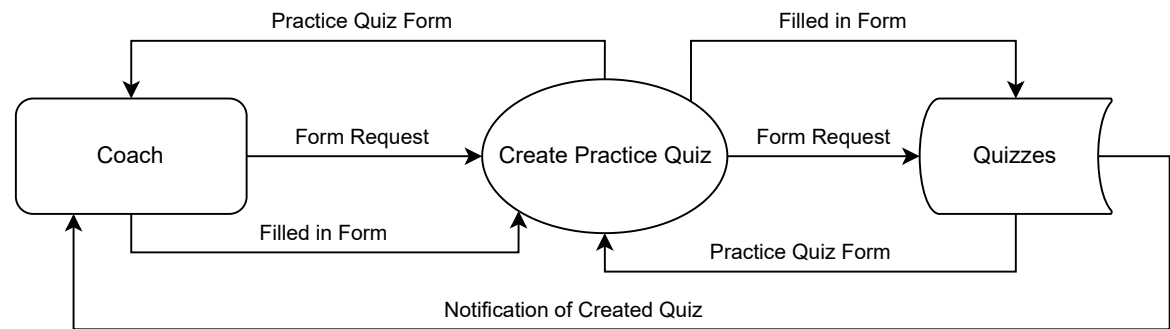 Practice Quiz Form
Filled in Form
Coach
Form Request
Create Practice Quiz
Form Request
Quizzes
Filled in Form
Practice Quiz Form
Notification of Created Quiz